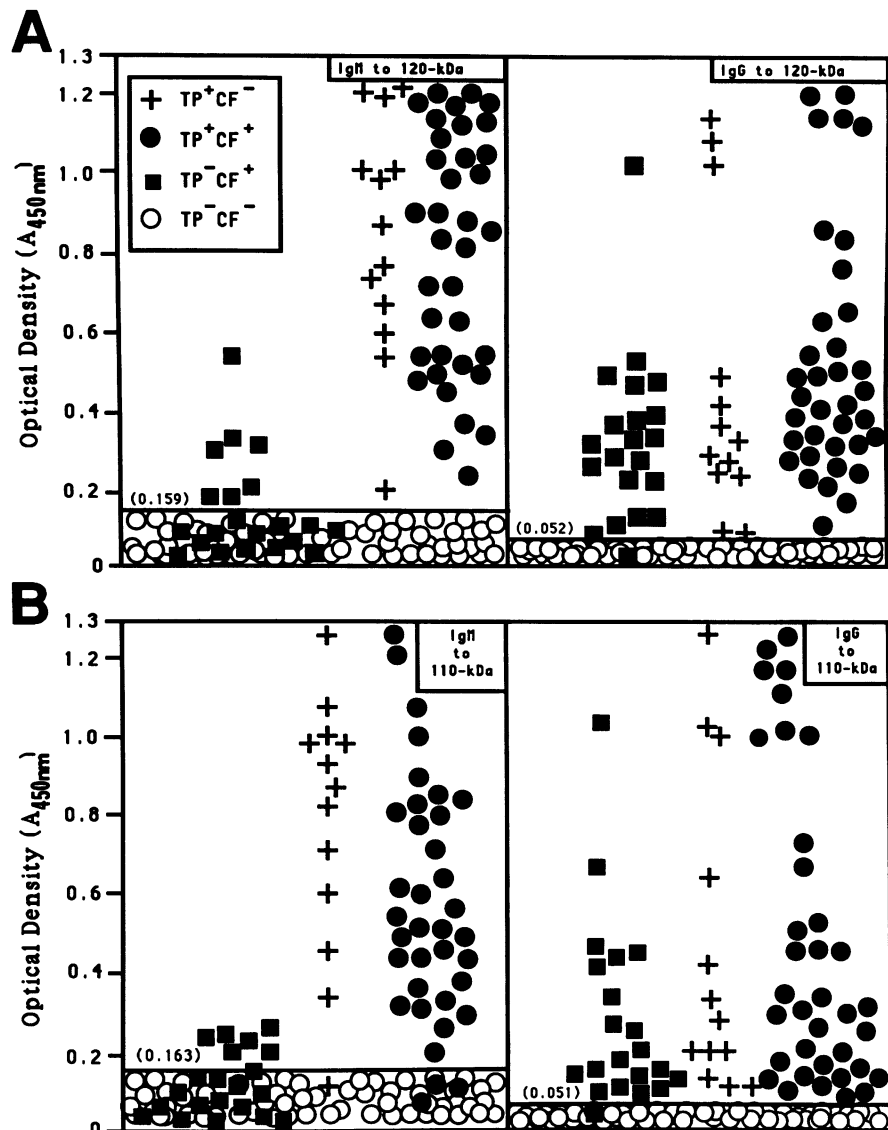 A
1.3
1.2
1.0
0.8
0.6
0.4
0.2
0
Optical Density (A450nm)
TP+CF-
TP+CF+
TP-CF+
TP-CF-
IgM to 120-kDa
(0.159)
IgG to 120-kDa
(0.052)
B
1.3
1.2
1.0
0.8
0.6
0.4
0.2
0
Optical Density (A450nm)
IgM
to
110-kDa
(0.163)
IgG
to
110-kDa
(0.051)